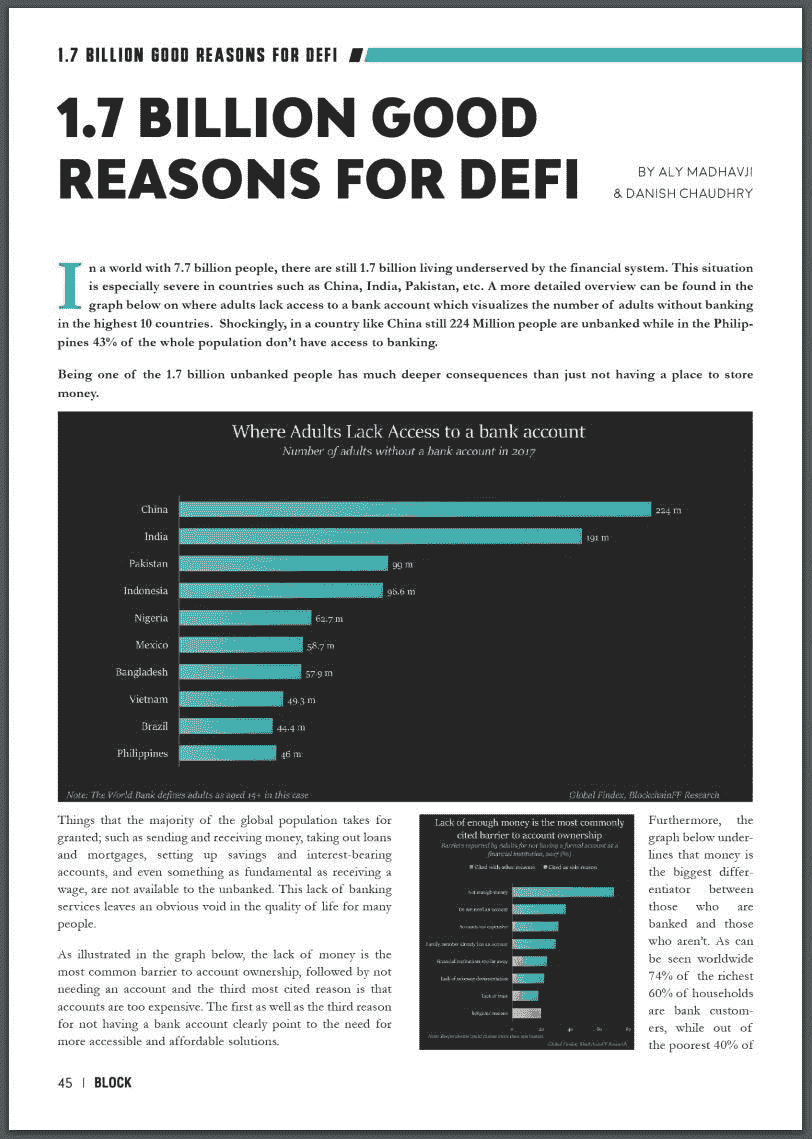 1.7 BILLION GOOD REASONS FOR DEFI
1.7 BILLION GOOD
REASONS FOR DEFI
BY ALY MADHAVJI
& DANISH CHAUDHRY
In a world with 7.7 billion people, there are still 1.7 billion living underserved by the financial system. This situation
is especially severe in countries such as China, India, Pakistan, etc. A more detailed overview can be found in the
graph below on where adults lack access to a bank account which visualizes the number of adults without banking
in the highest 10 countries. Shockingly, in a country like China still 224 Million people are unbanked while in the Philip-
pines 43% of the whole population don't have access to banking.
Being one of the 1.7 billion unbanked people has much deeper consequences than just not having a place to store
money.
Where Adults Lack Access to a bank account
Number of adults without a bank account in 2017
China 224 m
India 191 m
Pakistan 99 m
Indonesia 96.6 m
Nigeria 62.7 m
Mexico 58.7 m
Bangladesh 57.9 m
Vietnam 49.3 m
Brazil 44.4 m
Philippines 46 m
Note: The World Bank defines adults as aged 15+ in this case
Global Findex, BlockchainFF Research
Things that the majority of the global population takes for
granted; such as sending and receiving money, taking out loans
and mortgages, setting up savings and interest-bearing
accounts, and even something as fundamental as receiving a
wage, are not available to the unbanked. This lack of banking
services leaves an obvious void in the quality of life for many
people.
As illustrated in the graph below, the lack of money is the
most common barrier to account ownership, followed by not
needing an account and the third most cited reason is that
accounts are too expensive. The first as well as the third reason
for not having a bank account clearly point to the need for
more accessible and affordable solutions.
Lack of enough money is the most commonly
cited barrier to account ownership
Barriers reported by Adults for not having a formal account at a
financial institution, 2017 (%)
Cited with other reasons Cited as sole reason
Not enough money
Do not need an account
Accounts too expensive
Family member already has an account
Financial institutions too far away
Lack of necessary documentation
Lack of trust
Religious reasons
0 20 40 60 80
Global Findex, BlockchainFF Research
Furthermore, the
graph below under-
lines that money is
the biggest differ-
entiator between
those who are
banked and those
who aren't. As can
be seen worldwide
74% of the richest
60% of households
are bank custom-
ers, while out of
the poorest 40% of
45 | BLOCK